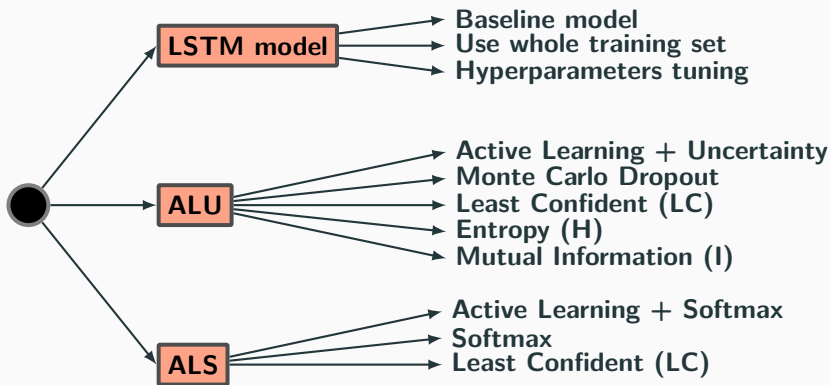 LSTM model
Baseline model
Use whole training set
Hyperparameters tuning
ALU
Active Learning + Uncertainty
Monte Carlo Dropout
Least Confident (LC)
Entropy (H)
Mutual Information (I)
ALS
Active Learning + Softmax
Softmax
Least Confident (LC)